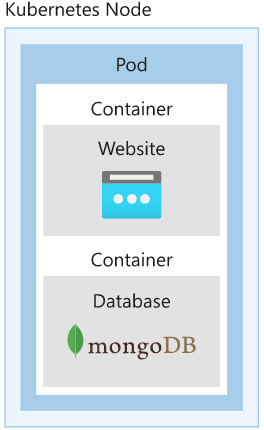 Kubernetes Node
Pod
Container
Website
Container
Database
mongoDB